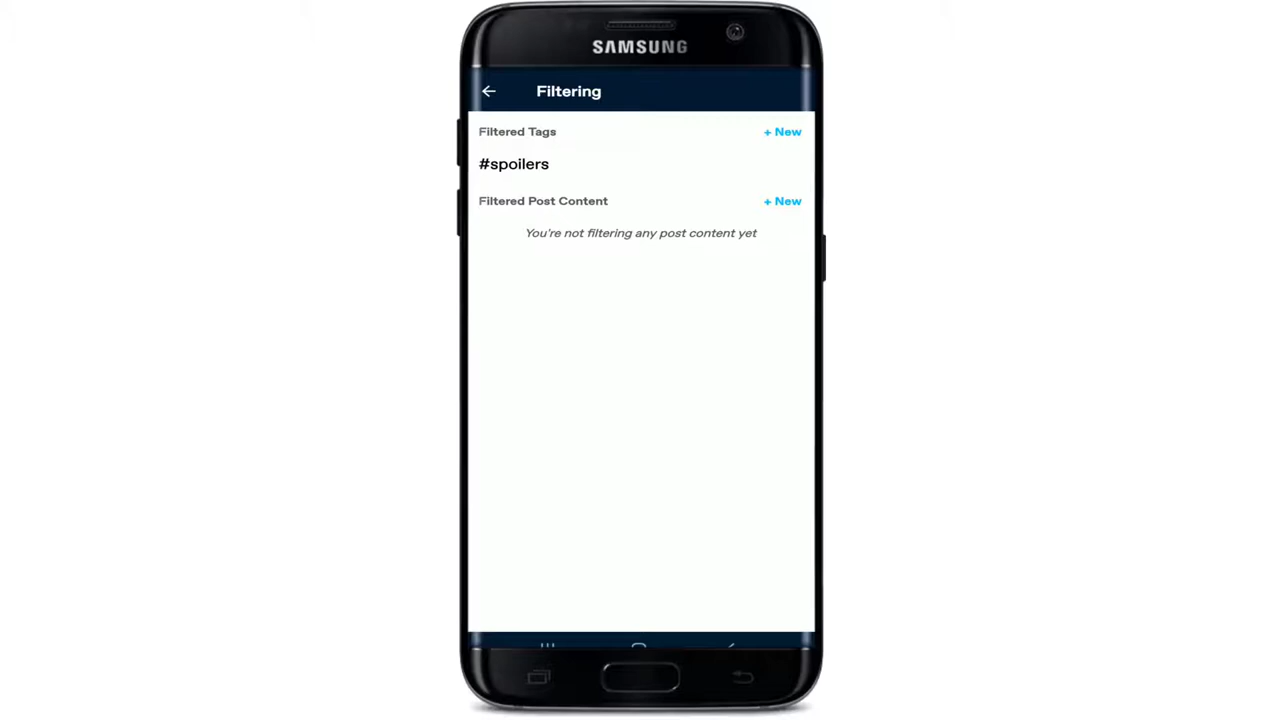 SAMSUNG
Filtering
Filtered Tags + New
#spoilers
Filtered Post Content + New
You're not filtering any post content yet